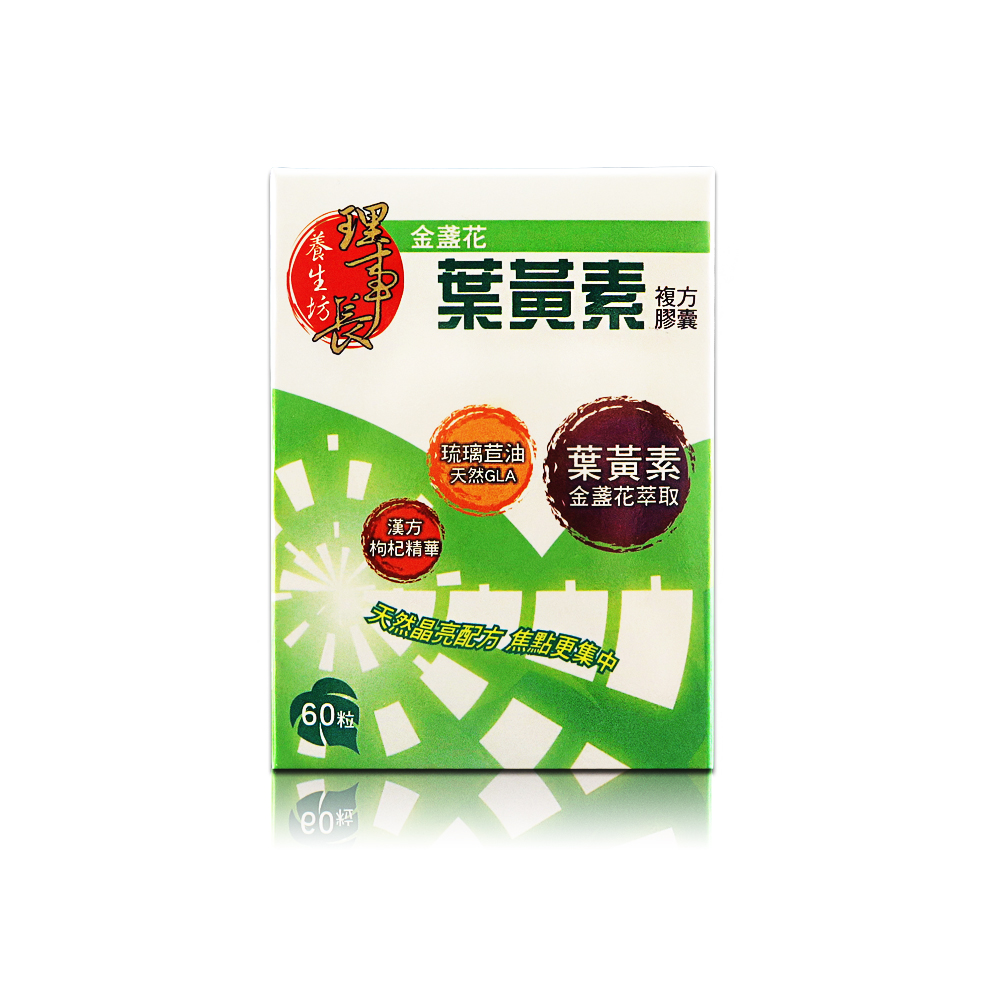 理事長
養生坊
金盞花
葉黃素
複方
膠囊
琉璃苣油
天然GLA
葉黃素
金盞花萃取
漢方
枸杞精華
天然晶亮配方 焦點更集中
60粒